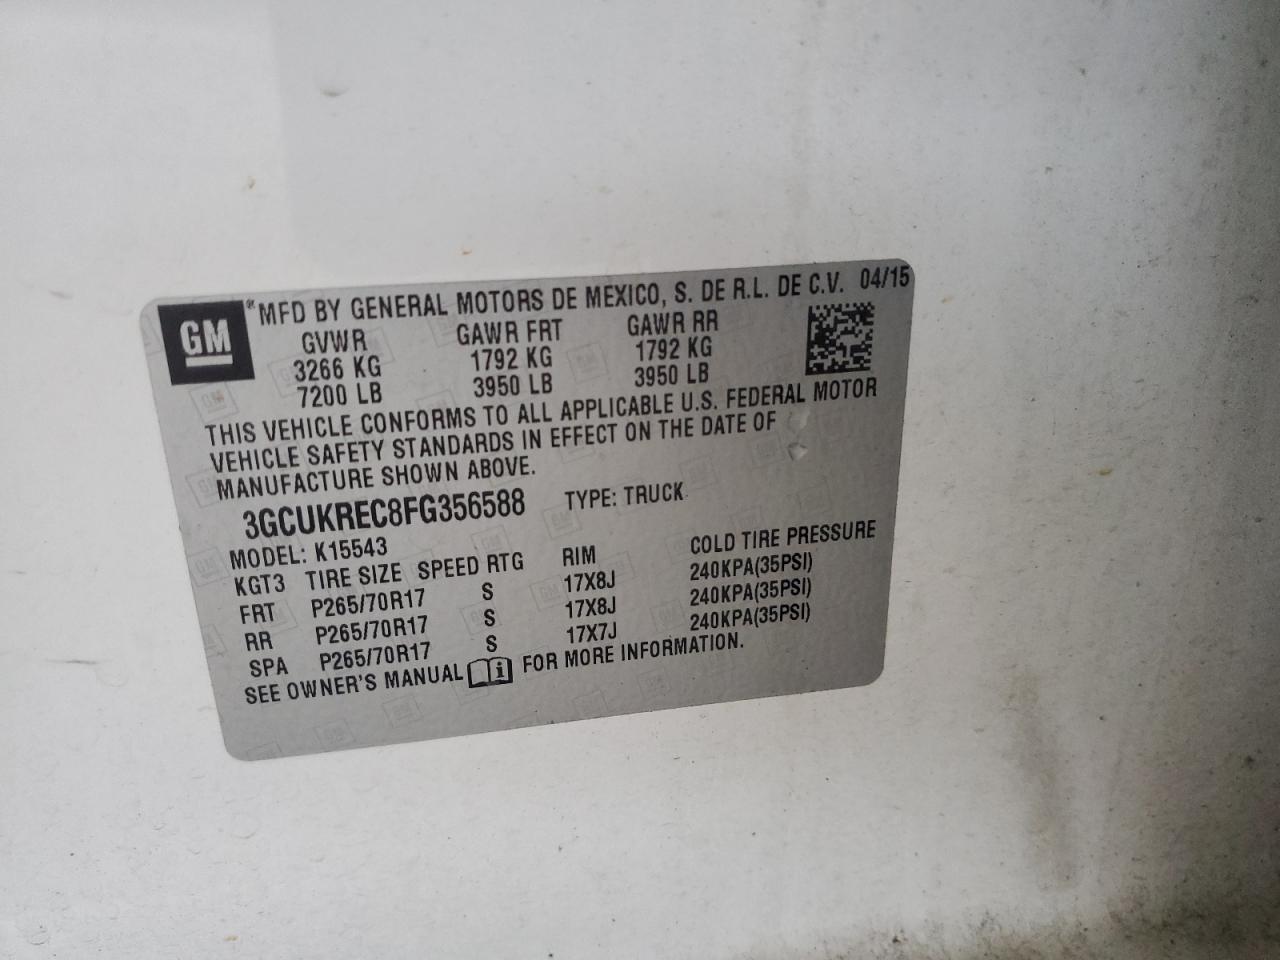 GM
®MFD BY GENERAL MOTORS DE MEXICO, S. DE R.L. DE C.V. 04/15
GVWR GAWR FRT GAWR RR
3266 KG 1792 KG 1792 KG
7200 LB 3950 LB 3950 LB
THIS VEHICLE CONFORMS TO ALL APPLICABLE U.S. FEDERAL MOTOR
VEHICLE SAFETY STANDARDS IN EFFECT ON THE DATE OF
MANUFACTURE SHOWN ABOVE.
3GCUKREC8FG356588 TYPE: TRUCK
MODEL: K15543
KGT3 TIRE SIZE SPEED RTG RIM COLD TIRE PRESSURE
FRT P265/70R17 S 17X8J 240KPA(35PSI)
RR P265/70R17 S 17X8J 240KPA(35PSI)
SPA P265/70R17 S 17X7J 240KPA(35PSI)
SEE OWNER'S MANUAL i FOR MORE INFORMATION.